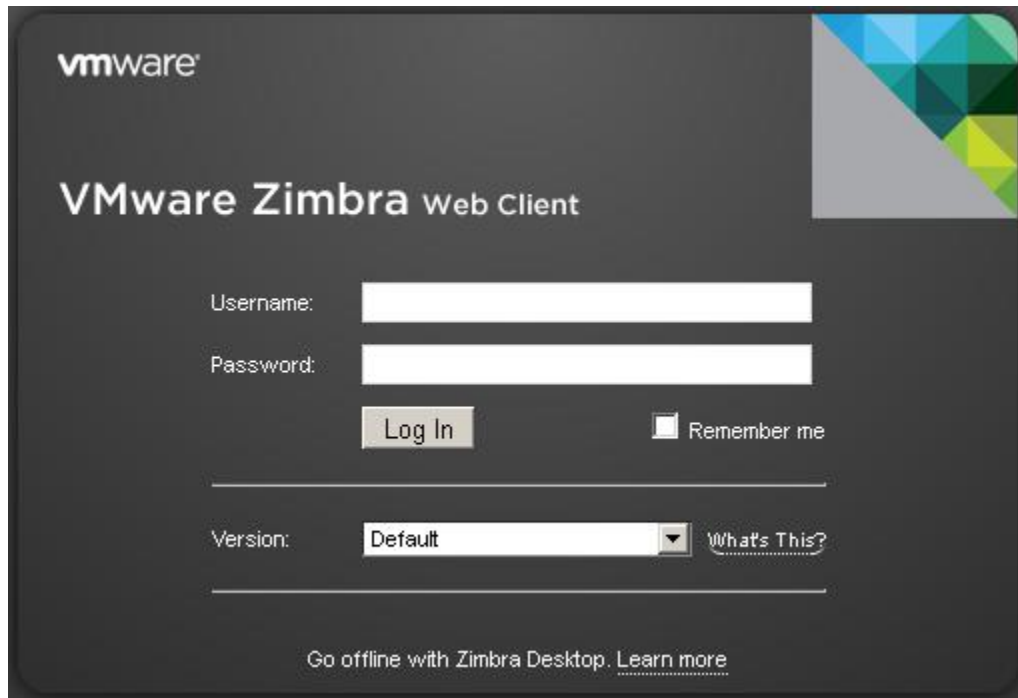 vmware®
VMware Zimbra Web Client
Username:
Password:
Log In
Remember me
Version:
Default
What's This?
Go offline with Zimbra Desktop. Learn more